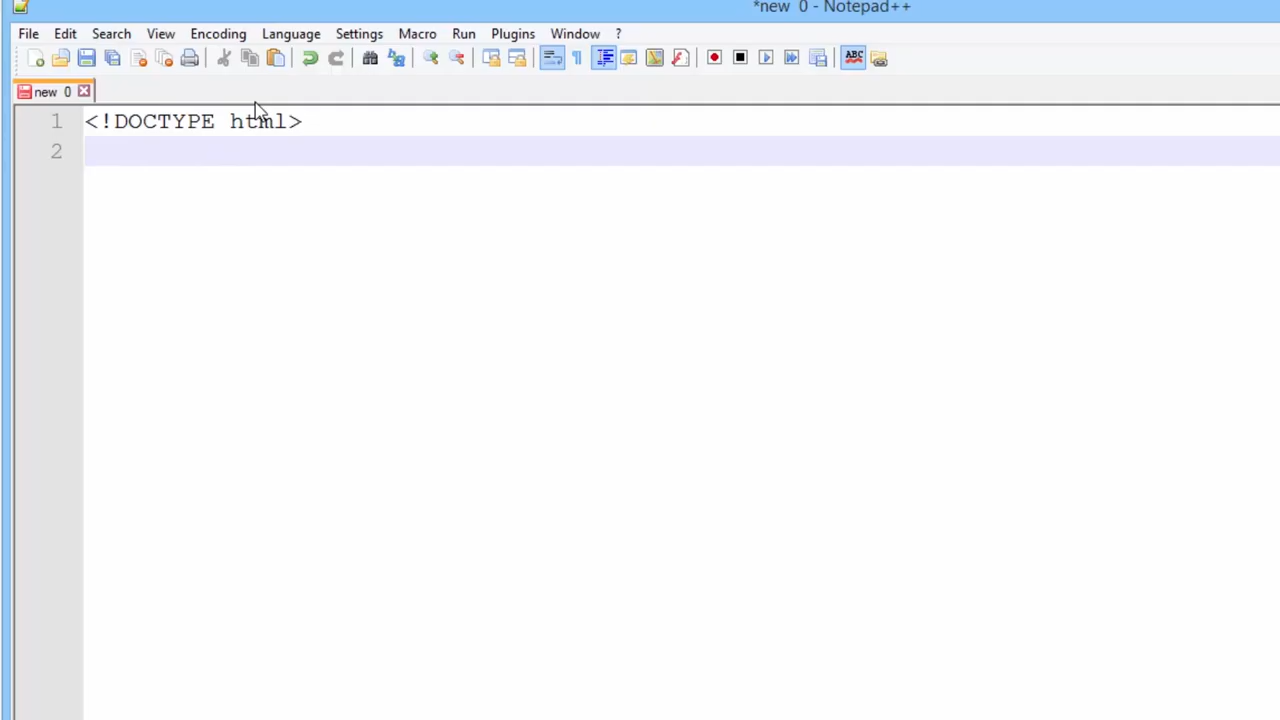 *new 0 - Notepad++
File Edit Search View Encoding Language Settings Macro Run Plugins Window ?
ABC
new 0
1 <!DOCTYPE html>
2